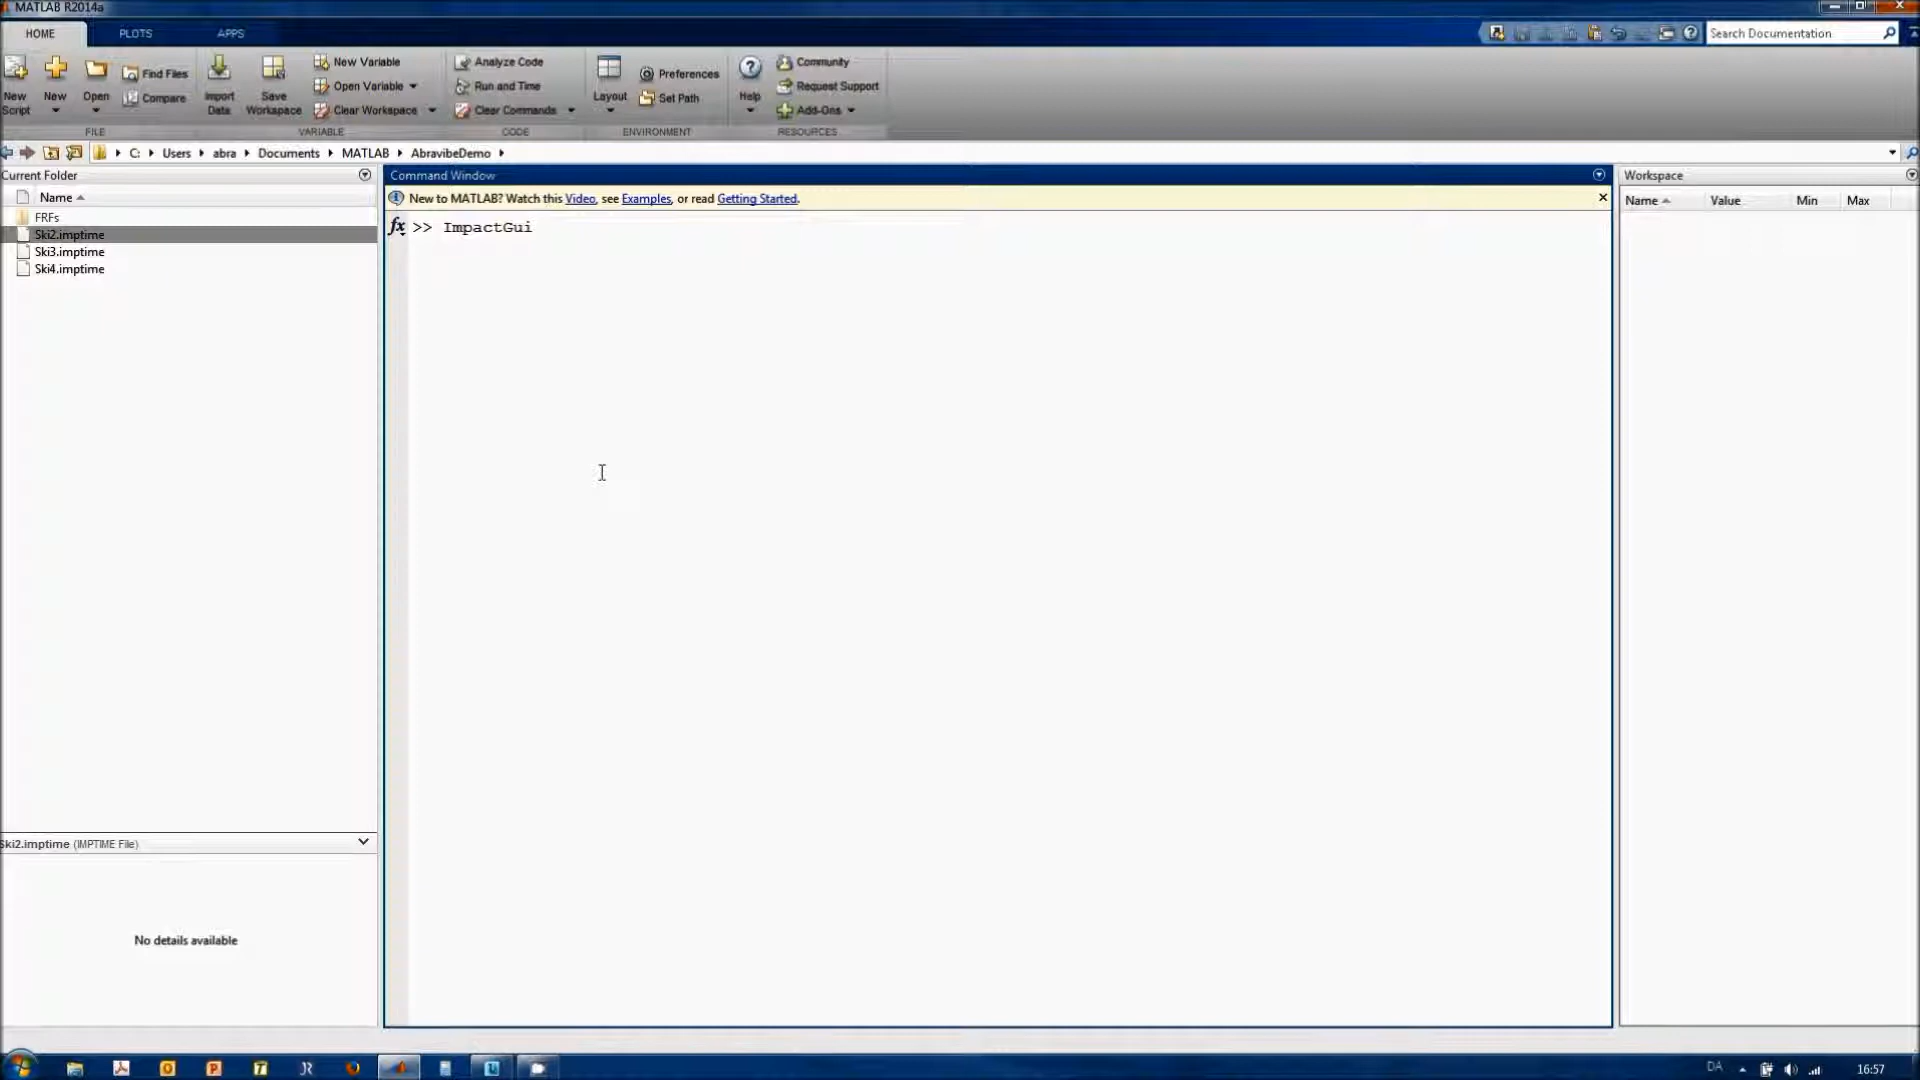 MATLAB R2014a
HOME
PLOTS
APPS
Search Documentation
New Script
New
Open
Find Files
Compare
Import Data
Save Workspace
New Variable
Open Variable
Clear Workspace
Analyze Code
Run and Time
Clear Commands
Layout
Preferences
Set Path
Help
Community
Request Support
Add-Ons
FILE
VARIABLE
CODE
ENVIRONMENT
RESOURCES
C: Users abra Documents MATLAB AbravibeDemo
Current Folder
Name
FRFs
Ski2.imptime
Ski3.imptime
Ski4.imptime
Command Window
New to MATLAB? Watch this Video, see Examples, or read Getting Started.
fx >> ImpactGui
Workspace
Name Value Min Max
Ski2.imptime (IMPTIME File)
No details available
DA
16:57